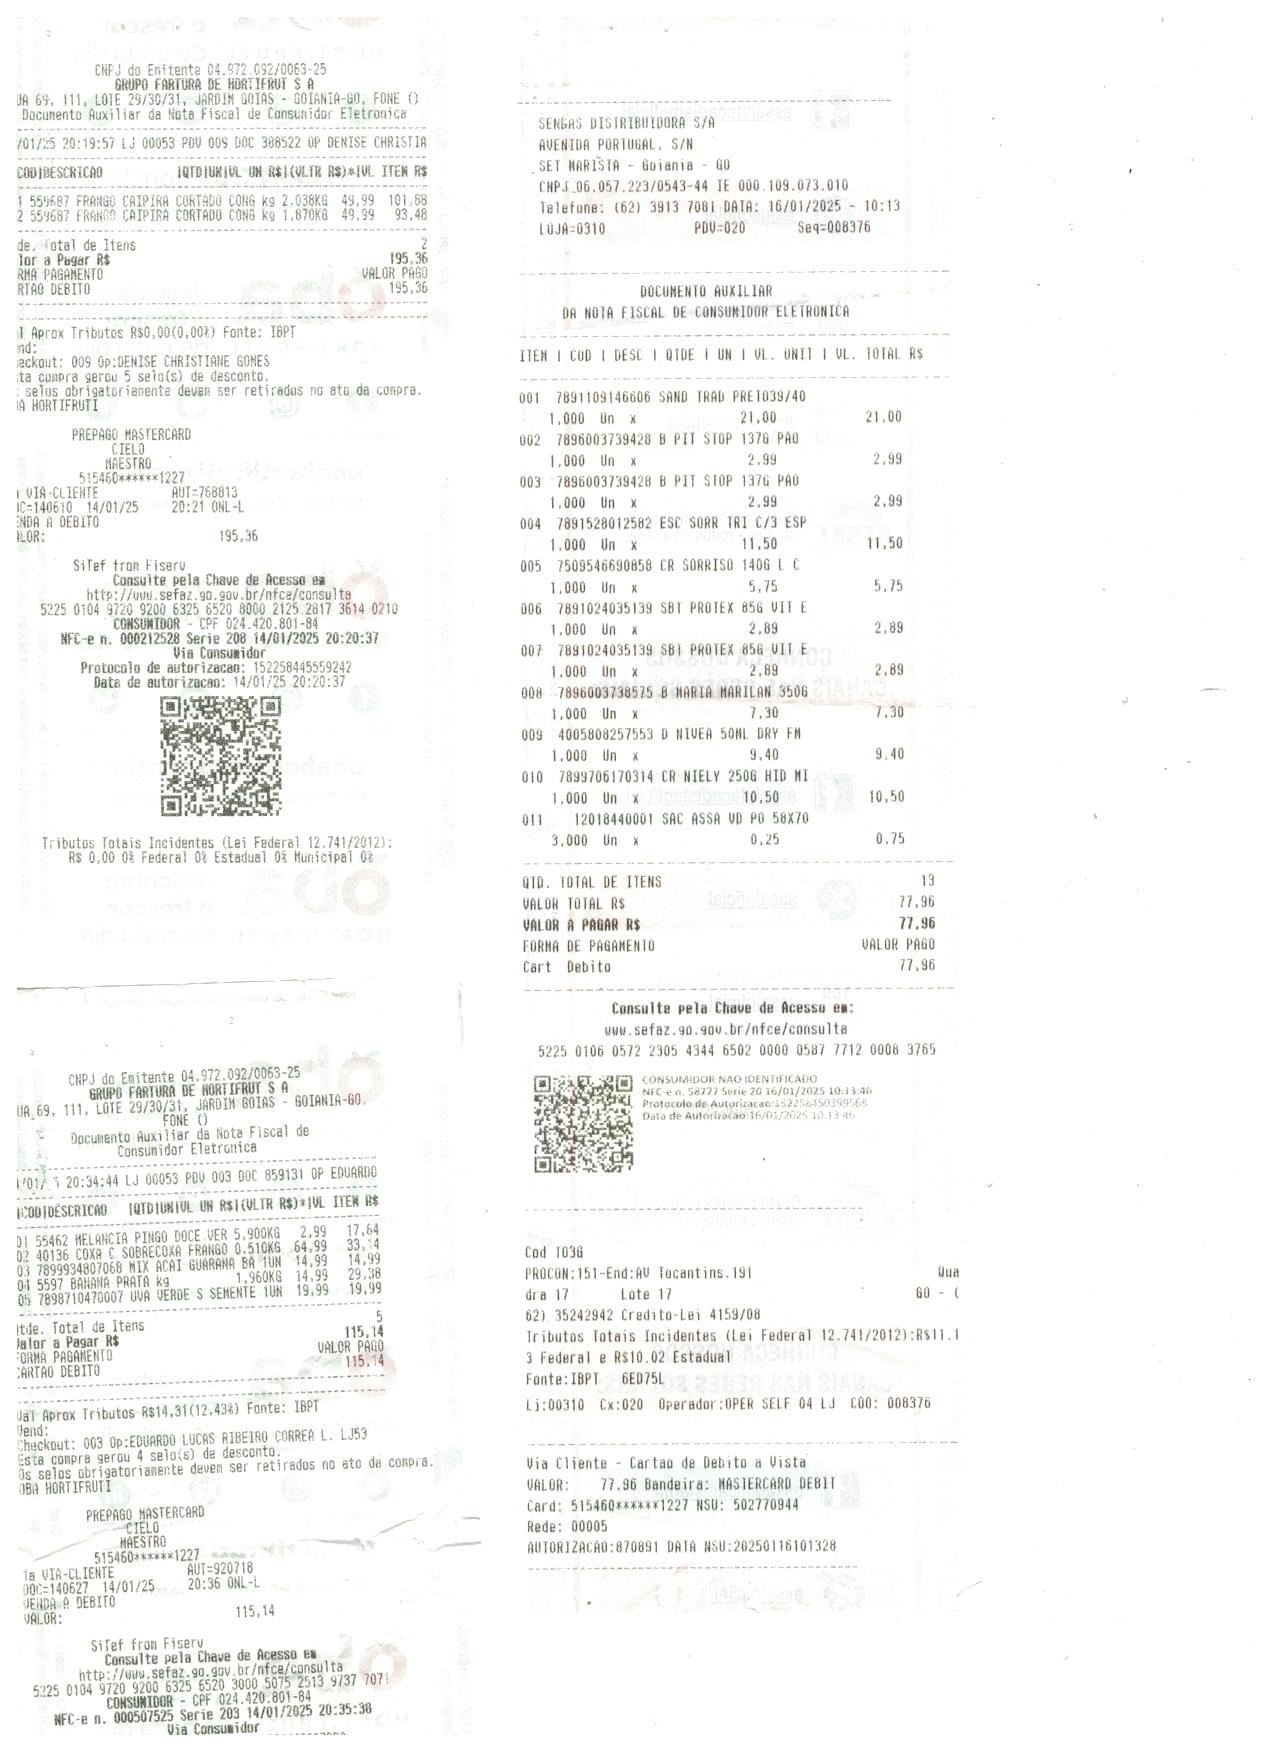 CNPJ do Emitente 04.972.092/0063-25
GRUPO FARTURA DE HORTIFRUT S A
UA 69, 111, LOTE 29/30/31, JARDIM GOIAS - GOIANIA-GO, FONE ()
Documento Auxiliar da Nota Fiscal de Consumidor Eletronica
/01/25 20:19:57 LJ 00053 PDV 009 DOC 388522 OP DENISE CHRISTIA
COD|DESCRICAO |QTD|UN|VL UN R$|(VLTR R$)*|VL ITEM R$
1 559687 FRANGO CAIPIRA CORTADO CONG kg 2,038KG 49,99 101,88
2 559687 FRANGO CAIPIRA CORTADO CONG kg 1,870KG 49,99 93,48
de. Total de Itens 2
lor a Pagar R$ 195,36
RMA PAGAMENTO VALOR PAGO
RTAO DEBITO 195,36
l Aprox Tributos R$0,00(0,00%) Fonte: IBPT
nd:
eckout: 009 Op:DENISE CHRISTIANE GOMES
ta compra gerou 5 selo(s) de desconto.
selos obrigatoriamente devem ser retirados no ato da compra.
A HORTIFRUTI
PREPAGO MASTERCARD
CIELO
MAESTRO
515460******1227
VIA-CLIENTE AUT=768813
C=140610 14/01/25 20:21 ONL-L
ENDA A DEBITO
ALOR: 195,36
SiTef from Fiserv
Consulte pela Chave de Acesso em
http://www.sefaz.go.gov.br/nfce/consulta
5225 0104 9720 9200 6325 6520 8000 2125 2817 3614 0210
CONSUMIDOR - CPF 024.420.801-84
NFC-e n. 000212528 Serie 208 14/01/2025 20:20:37
Via Consumidor
Protocolo de autorizacao: 152258445559242
Data de autorizacao: 14/01/25 20:20:37
Tributos Totais Incidentes (Lei Federal 12.741/2012):
R$ 0,00 0% Federal 0% Estadual 0% Municipal 0%
CNPJ do Emitente 04.972.092/0063-25
GRUPO FARTURA DE HORTIFRUT S A
UA 69, 111, LOTE 29/30/31, JARDIM GOIAS - GOIANIA-GO,
FONE ()
Documento Auxiliar da Nota Fiscal de
Consumidor Eletronica
/01/ 5 20:34:44 LJ 00053 PDV 003 DOC 859131 OP EDUARDO
|COD|DESCRICAO |QTD|UN|VL UN R$|(VLTR R$)*|VL ITEM R$
01 55462 MELANCIA PINGO DOCE VER 5,900KG 2,99 17,64
02 40136 COXA C SOBRECOXA FRANGO 0,510KG 64,99 33,14
03 7899934807068 MIX ACAI GUARANA BA 1UN 14,99 14,99
04 5597 BANANA PRATA kg 1,960KG 14,99 29,38
05 7898710470007 UVA VERDE S SEMENTE 1UN 19,99 19,99
tde. Total de Itens 5
alor a Pagar R$ 115,14
FORMA PAGAMENTO VALOR PAGO
CARTAO DEBITO 115,14
Val Aprox Tributos R$14,31(12,43%) Fonte: IBPT
Vend:
Checkout: 003 Op:EDUARDO LUCAS RIBEIRO CORREA L. LJ53
Esta compra gerou 4 selo(s) de desconto.
Os selos obrigatoriamente devem ser retirados no ato da compra.
OBA HORTIFRUTI
PREPAGO MASTERCARD
CIELO
MAESTRO
515460******1227
1a VIA-CLIENTE AUT=920718
DOC=140627 14/01/25 20:36 ONL-L
VENDA A DEBITO
VALOR: 115,14
SiTef from Fiserv
Consulte pela Chave de Acesso em
http://www.sefaz.go.gov.br/nfce/consulta
5225 0104 9720 9200 6325 6520 3000 5075 2513 9737 7071
CONSUMIDOR - CPF 024.420.801-84
NFC-e n. 000507525 Serie 203 14/01/2025 20:35:38
Via Consumidor
SENDAS DISTRIBUIDORA S/A
AVENIDA PORTUGAL, S/N
SET MARISTA - Goiania - GO
CNPJ 06.057.223/0543-44 IE 000.109.073.010
Telefone: (62) 3913 7081 DATA: 16/01/2025 - 10:13
LOJA=0310 PDV=020 Seq=008376
DOCUMENTO AUXILIAR
DA NOTA FISCAL DE CONSUMIDOR ELETRONICA
ITEM | COD | DESC | QTDE | UN | VL. UNIT | VL. TOTAL R$
001 7891109146606 SAND TRAD PRETO39/40
1,000 Un x 21,00 21,00
002 7896003739428 B PIT STOP 137G PAO
1,000 Un x 2,99 2,99
003 7896003739428 B PIT STOP 137G PAO
1,000 Un x 2,99 2,99
004 7891528012582 ESC SORR TRI C/3 ESP
1,000 Un x 11,50 11,50
005 7509546690858 CR SORRISO 140G L C
1,000 Un x 5,75 5,75
006 7891024035139 SBT PROTEX 85G VIT E
1,000 Un x 2,89 2,89
007 7891024035139 SBT PROTEX 85G VIT E
1,000 Un x 2,89 2,89
008 7896003738575 B MARIA MARILAN 350G
1,000 Un x 7,30 7,30
009 4005808257553 D NIVEA 50ML DRY FM
1,000 Un x 9,40 9,40
010 7899706170314 CR NIELY 250G HID MI
1,000 Un x 10,50 10,50
011 12018440001 SAC ASSA VD PO 58X70
3,000 Un x 0,25 0,75
QTD. TOTAL DE ITENS 13
VALOR TOTAL R$ 77,96
VALOR A PAGAR R$ 77,96
FORMA DE PAGAMENTO VALOR PAGO
Cart Debito 77,96
Consulte pela Chave de Acesso em:
www.sefaz.go.gov.br/nfce/consulta
5225 0106 0572 2305 4344 6502 0000 0587 7712 0008 3765
CONSUMIDOR NAO IDENTIFICADO
NFC-e n. 58777 Serie 20 16/01/2025 10:13:46
Protocolo de Autorizacao:152258450399568
Data de Autorizacao:16/01/2025 10:13:46
Cod T03G
PROCON:151-End:AV Tocantins,191 Qua
dra 17 Lote 17 GO - (
62) 35242942 Credito-Lei 4159/08
Tributos Totais Incidentes (Lei Federal 12.741/2012):R$11.1
3 Federal e R$10.02 Estadual
Fonte:IBPT 6ED75L
Lj:00310 Cx:020 Operador:OPER SELF 04 LJ COO: 008376
Via Cliente - Cartao de Debito a Vista
VALOR: 77.96 Bandeira: MASTERCARD DEBIT
Card: 515460******1227 NSU: 502770944
Rede: 00005
AUTORIZACAO:870891 DATA NSU:20250116101328